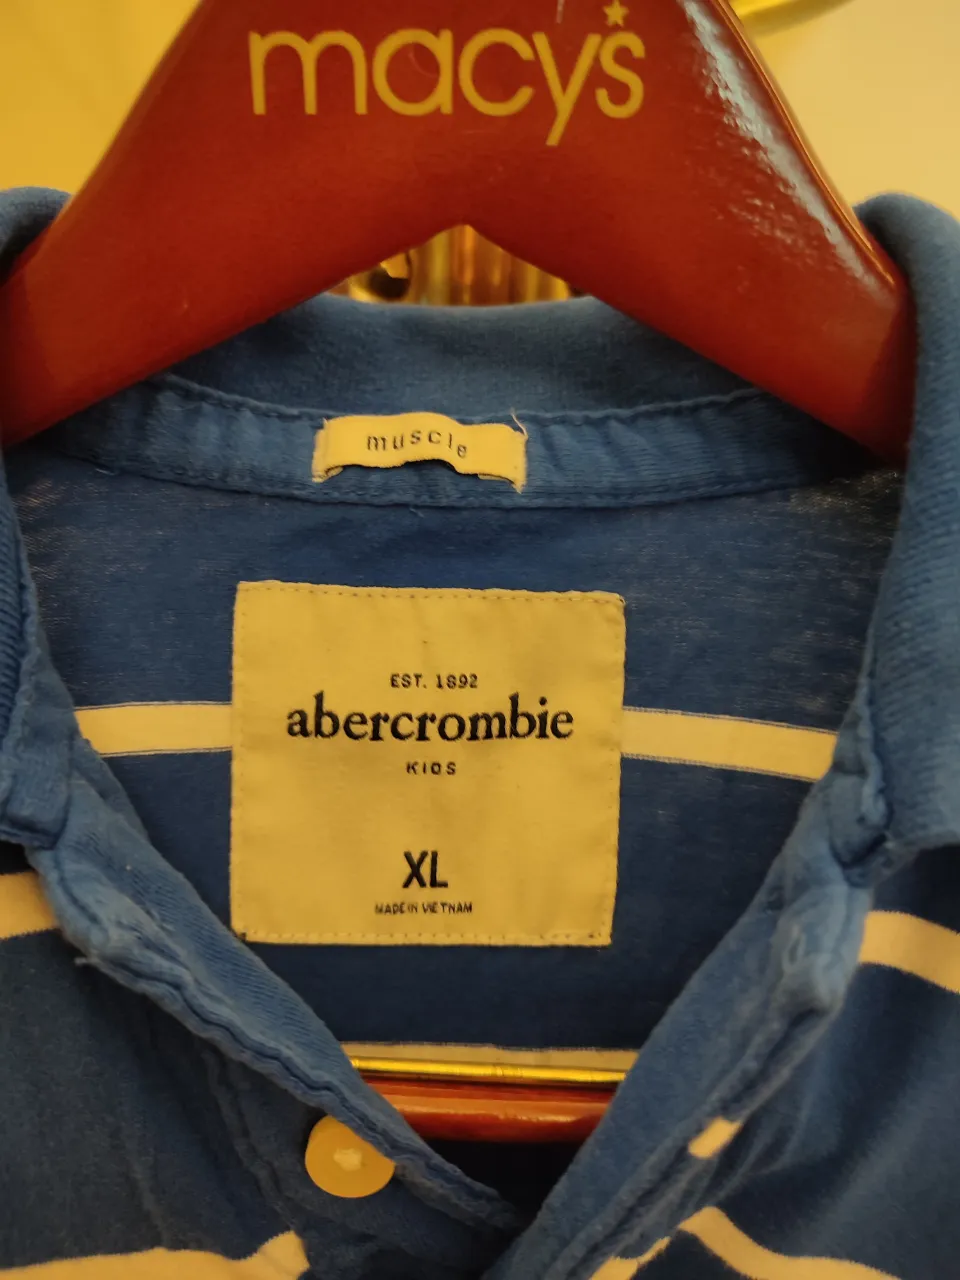 macy's
muscle
EST. 1892
abercrombie
KIDS
XL
MADE IN VIETNAM